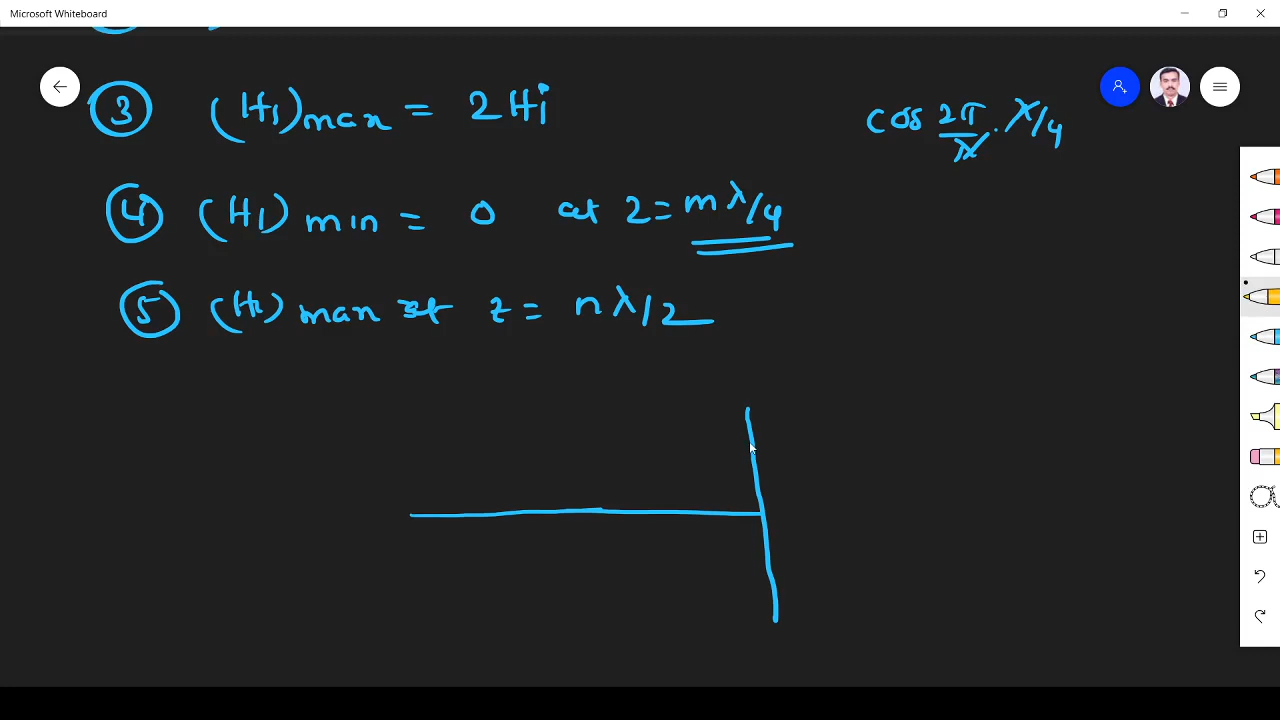 Microsoft Whiteboard
③ (H1)max = 2Hi
cos 2π/λ . λ/4
④ (H1) min = 0 at z = mλ/4
⑤ (H1) max at z = nλ/2